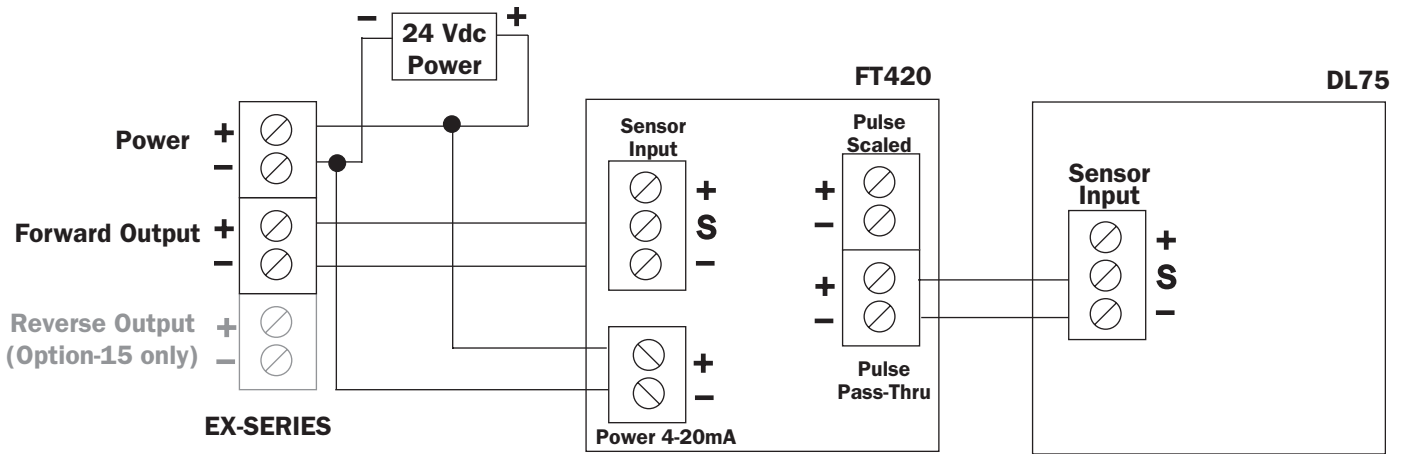 − +
24 Vdc
Power
FT420
DL75
Power
+
−
Sensor
Input
+
S
−
Pulse
Scaled
+
−
Sensor
Input
+
S
−
Forward Output
+
−
+
−
Reverse Output
(Option-15 only)
+
−
+
−
Pulse
Pass-Thru
EX-SERIES
Power 4-20mA